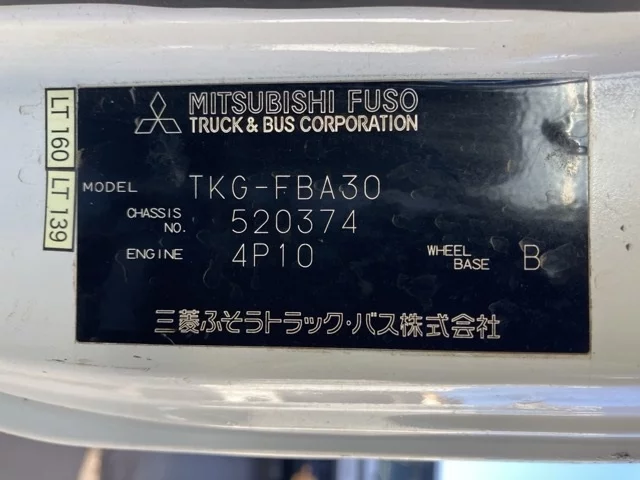 MITSUBISHI FUSO
TRUCK & BUS CORPORATION
LT 160
LT 139
MODEL TKG-FBA30
CHASSIS NO. 520374
ENGINE 4P10
WHEEL BASE B
三菱ふそうトラック・バス株式会社